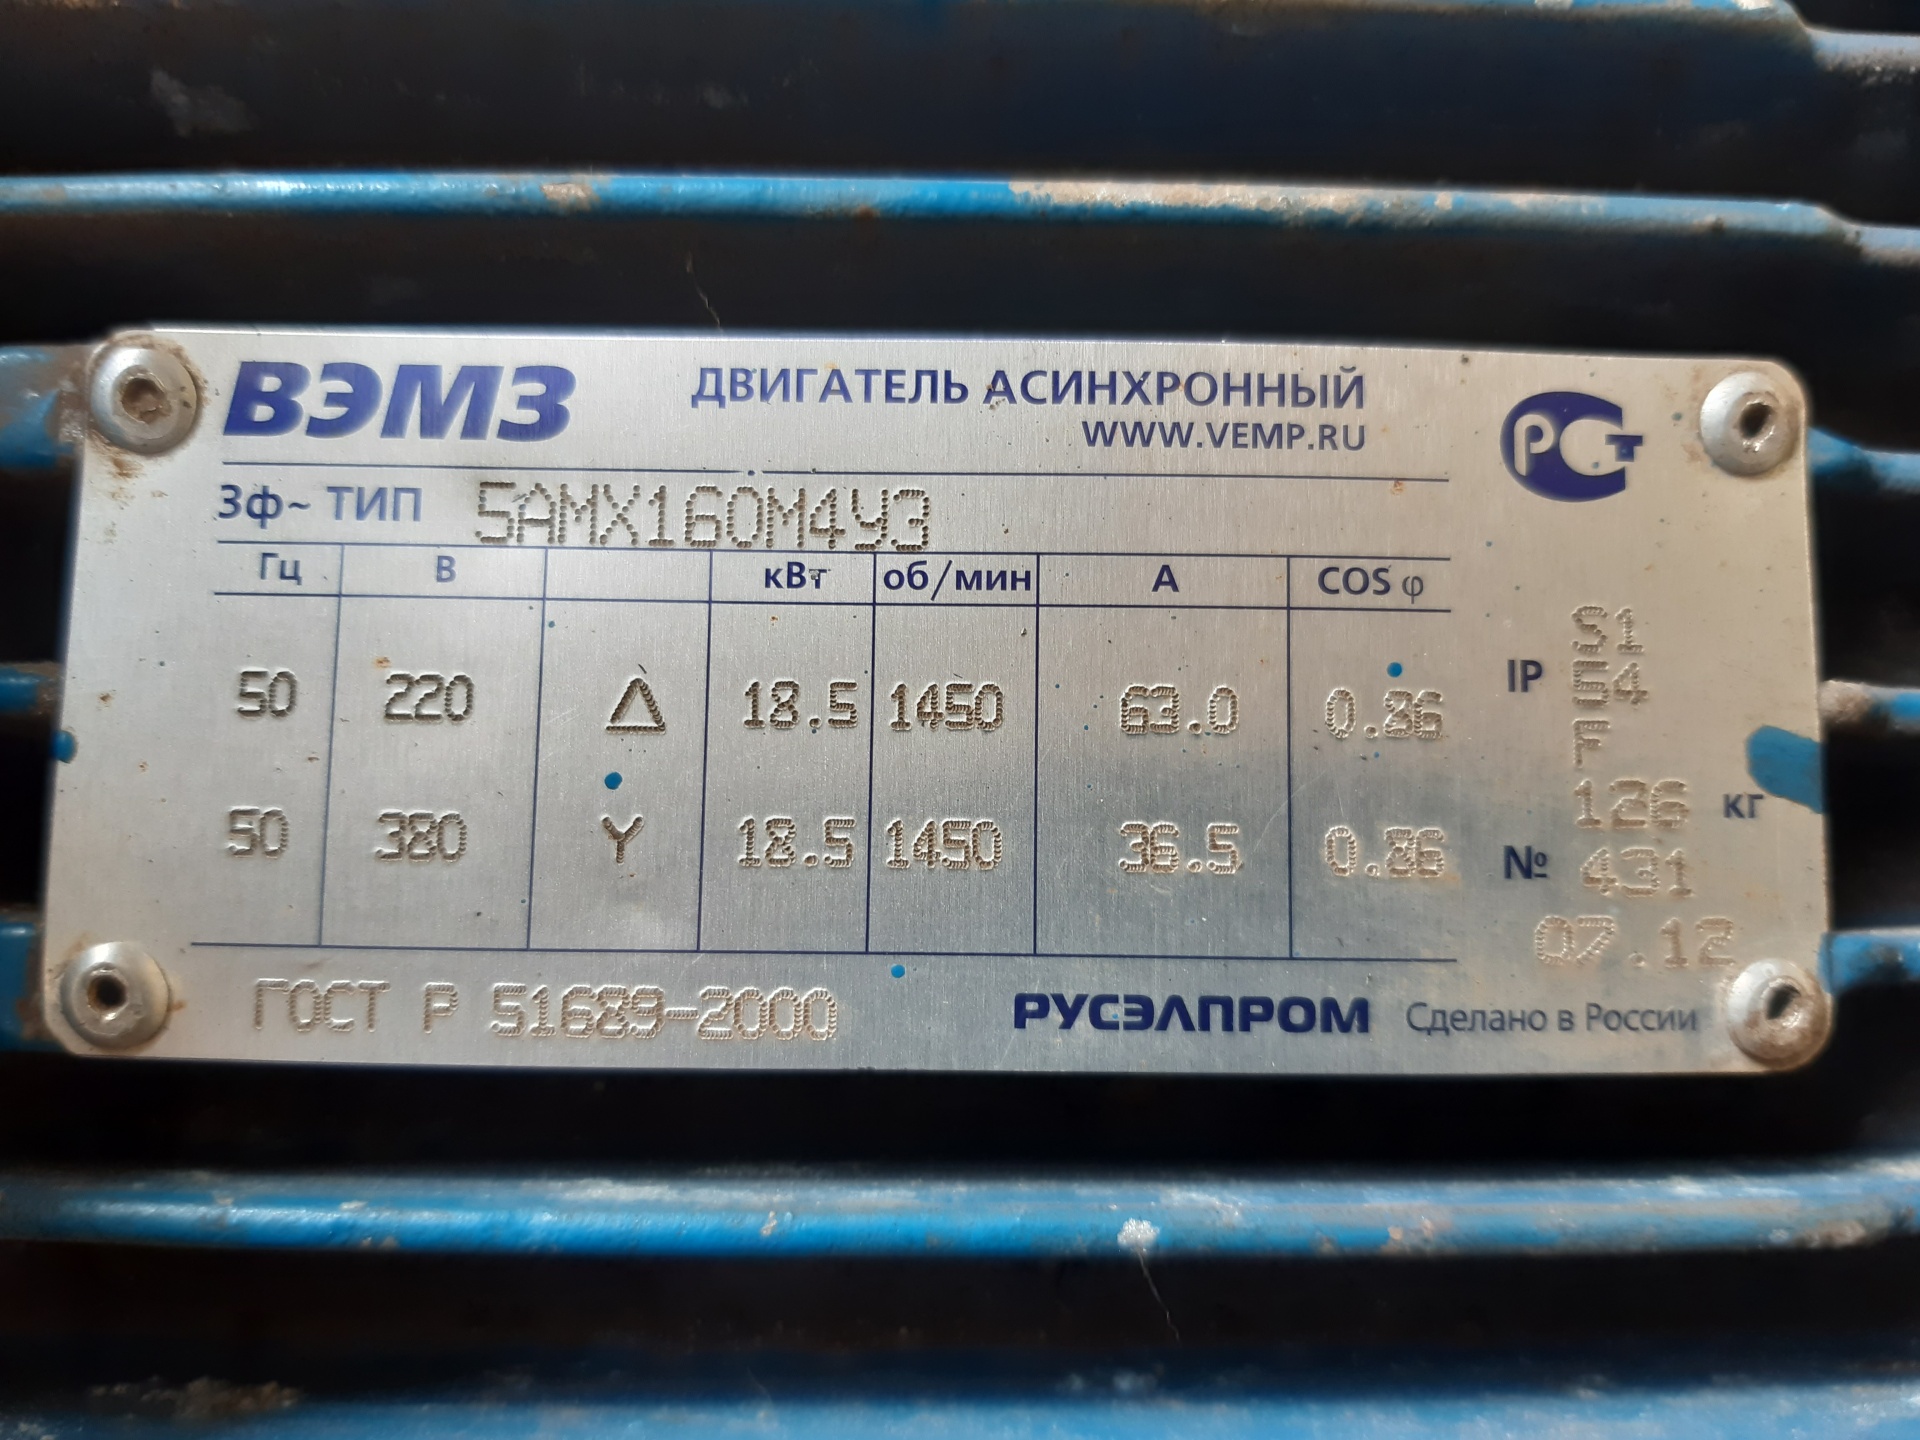 ВЭМЗ ДВИГАТЕЛЬ АСИНХРОННЫЙ
WWW.VEMP.RU
РСТ
3ф~ ТИП 5АМХ160М4У3
Гц В кВт об/мин А COS φ
S1
IP 54
F
50 220 Δ 18.5 1450 63.0 0.86
126 кг
50 380 Y 18.5 1450 36.5 0.86
№ 431
07.12
ГОСТ Р 51689-2000 РУСЭЛПРОМ Сделано в России